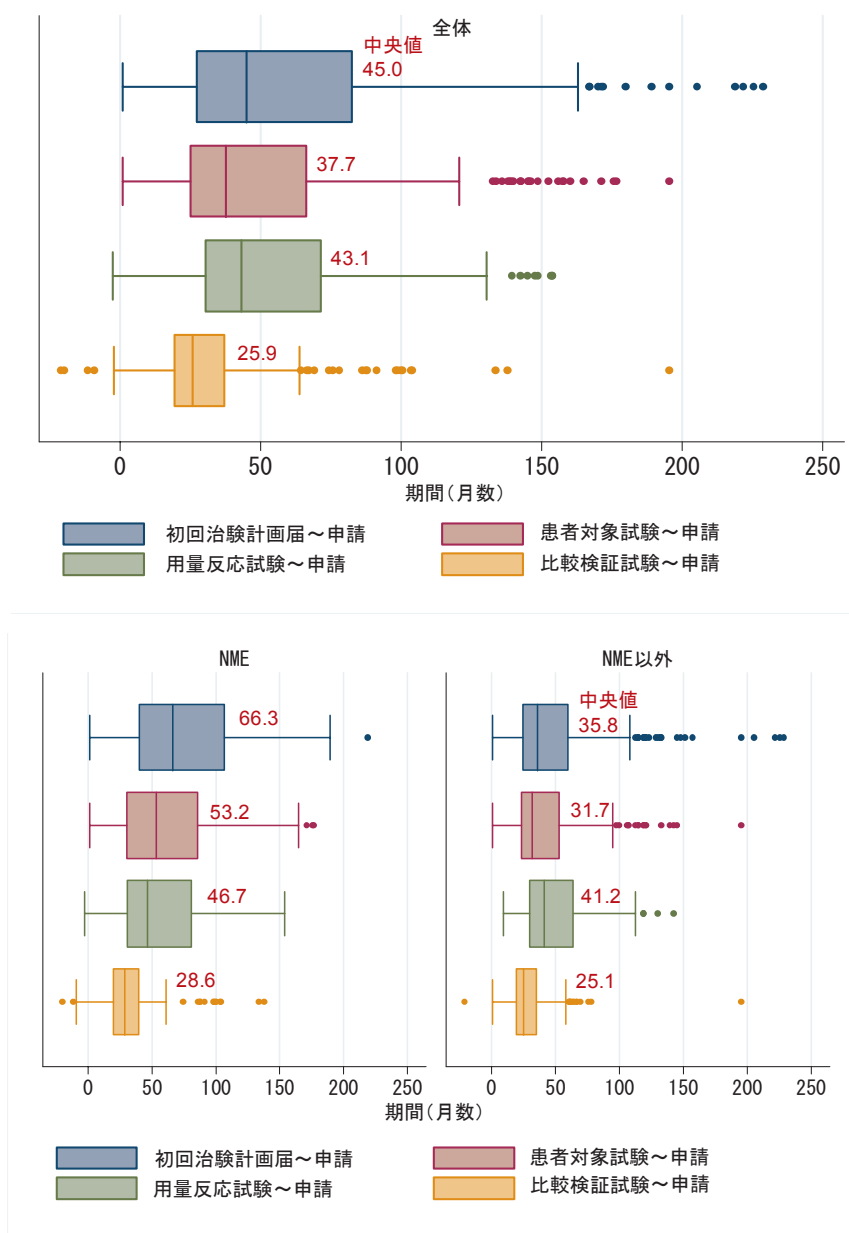 全体
中央値
45.0
37.7
43.1
25.9
0 50 100 150 200 250
期間(月数)
初回治験計画届～申請 患者対象試験～申請
用量反応試験～申請 比較検証試験～申請
NME NME以外
中央値
66.3 35.8
53.2 31.7
46.7 41.2
28.6 25.1
0 50 100 150 200 250 0 50 100 150 200 250
期間(月数)
初回治験計画届～申請 患者対象試験～申請
用量反応試験～申請 比較検証試験～申請